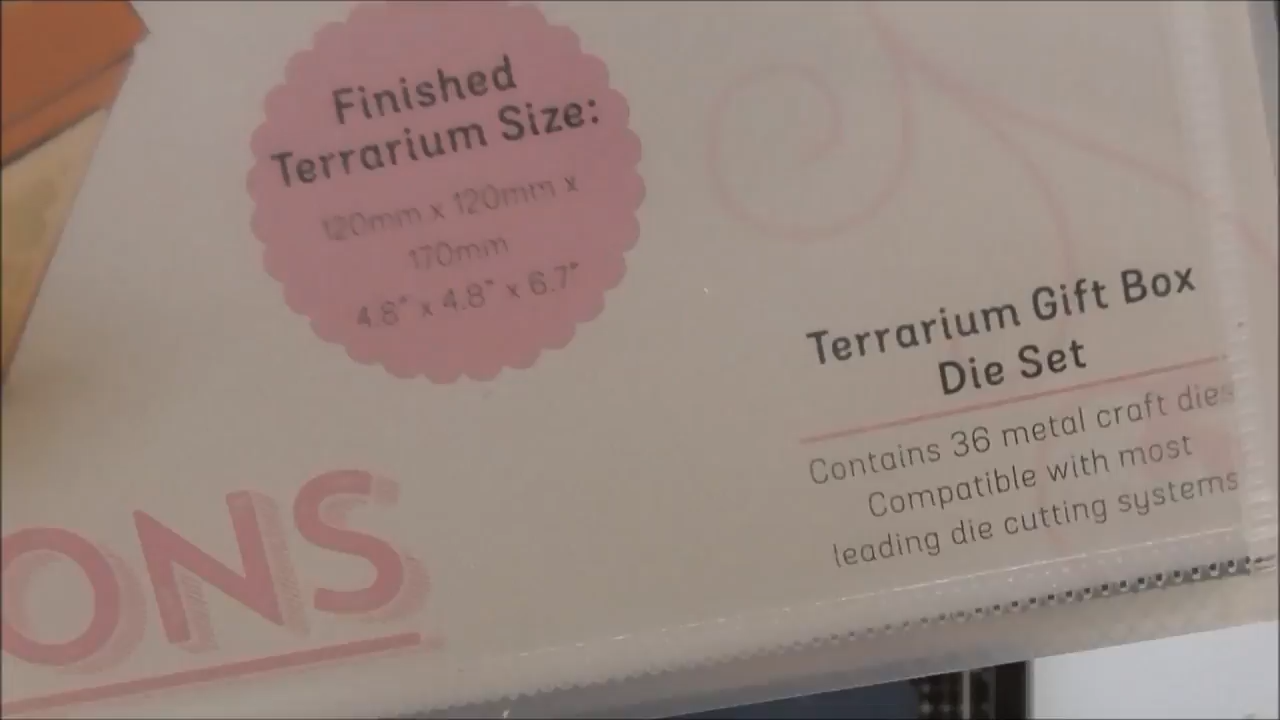 Finished
Terrarium Size:
120mm x 120mm x
170mm
4.8" x 4.8" x 6.7"
Terrarium Gift Box
Die Set
Contains 36 metal craft dies
Compatible with most
leading die cutting systems
ONS